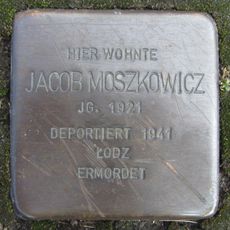 HIER WOHNTE
JACOB MOSZKOWICZ
JG. 1921
DEPORTIERT 1941
ŁODZ
ERMORDET